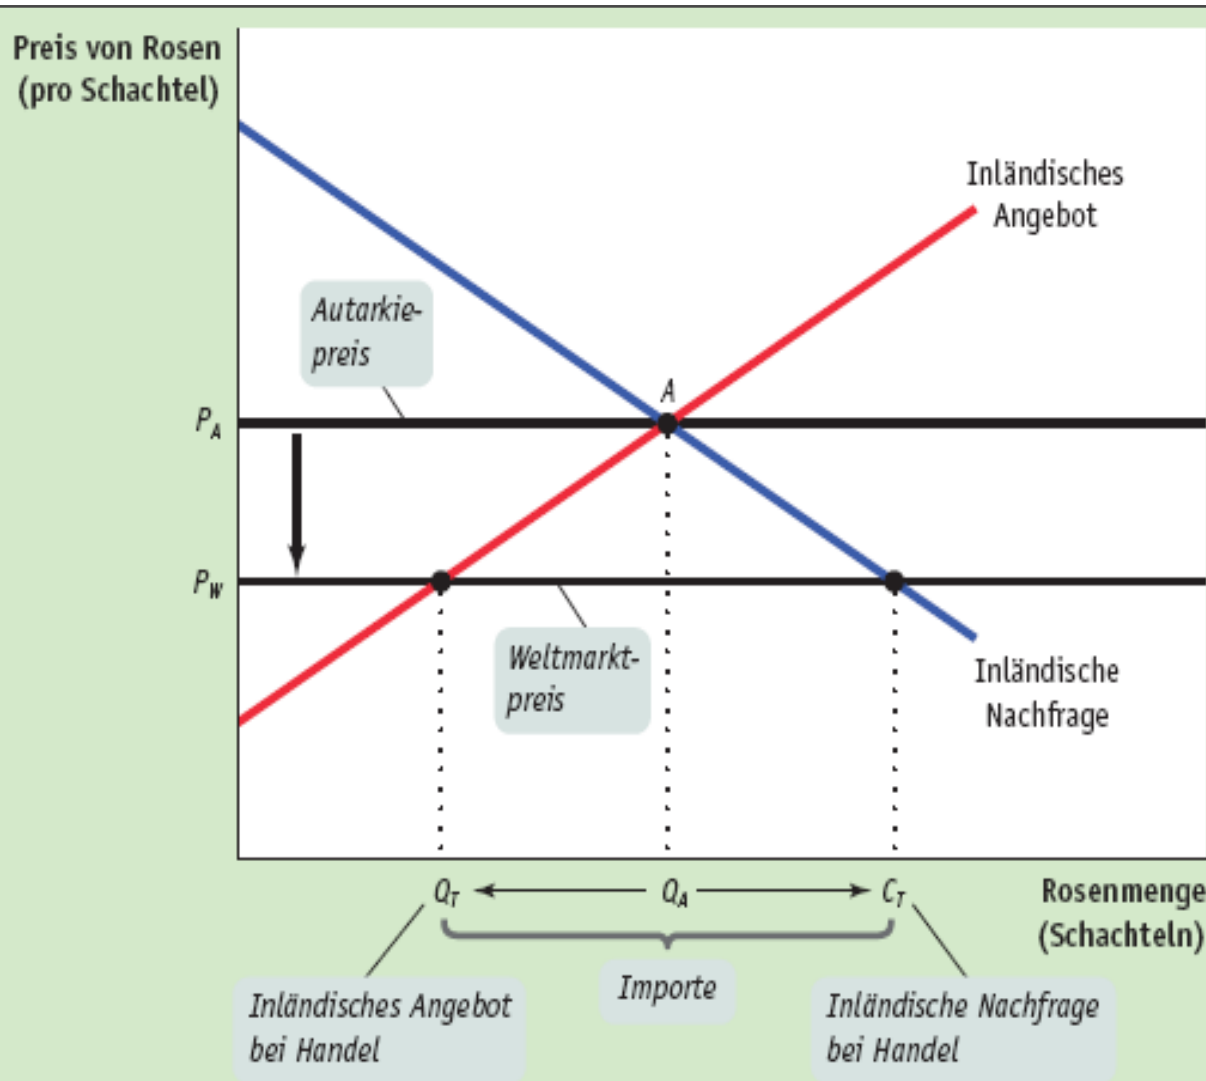 Preis von Rosen
(pro Schachtel)
Inländisches
Angebot
Autarkie-
preis
A
P_A
P_W
Weltmarkt-
preis
Inländische
Nachfrage
Q_T
Q_A
C_T
Rosenmenge
(Schachteln)
Importe
Inländisches Angebot
bei Handel
Inländische Nachfrage
bei Handel